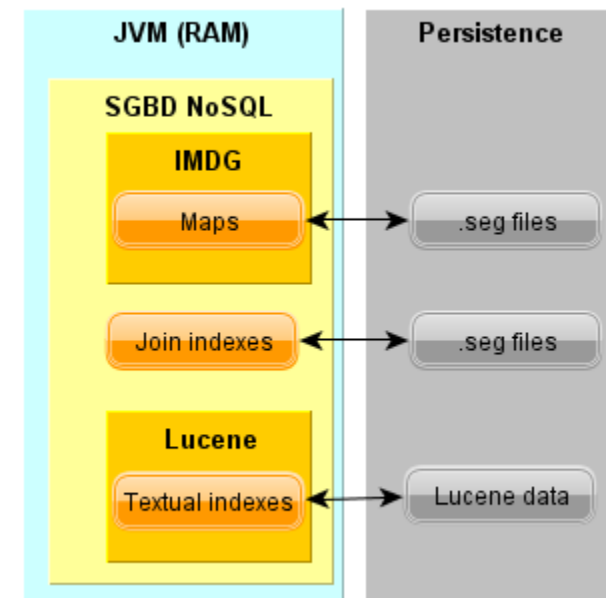 JVM (RAM)
Persistence
SGBD NoSQL
IMDG
Maps
.seg files
Join indexes
.seg files
Lucene
Textual indexes
Lucene data